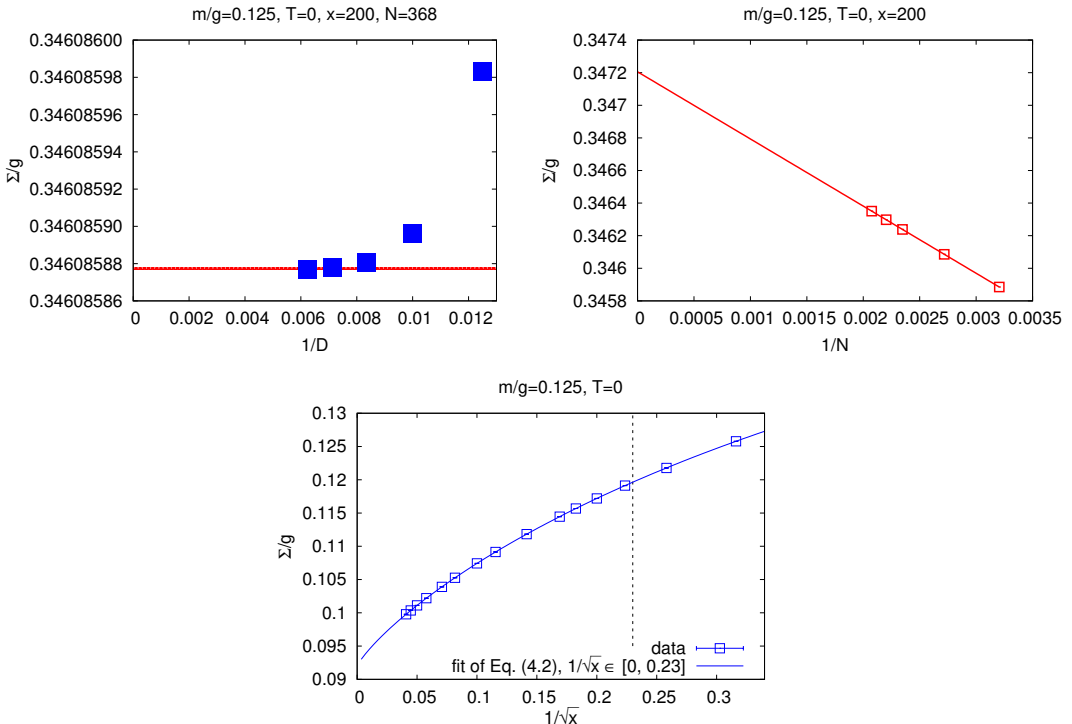 m/g=0.125, T=0, x=200, N=368
0.34608600
0.34608598
0.34608596
0.34608594
0.34608592
0.34608590
0.34608588
0.34608586
Σ/g
0 0.002 0.004 0.006 0.008 0.01 0.012
1/D
m/g=0.125, T=0, x=200
0.3474
0.3472
0.347
0.3468
0.3466
0.3464
0.3462
0.346
0.3458
Σ/g
0 0.0005 0.001 0.0015 0.002 0.0025 0.003 0.0035
1/N
m/g=0.125, T=0
0.13
0.125
0.12
0.115
0.11
0.105
0.1
0.095
0.09
Σ/g
data
fit of Eq. (4.2), 1/√x ∈ [0, 0.23]
0 0.05 0.1 0.15 0.2 0.25 0.3
1/√x